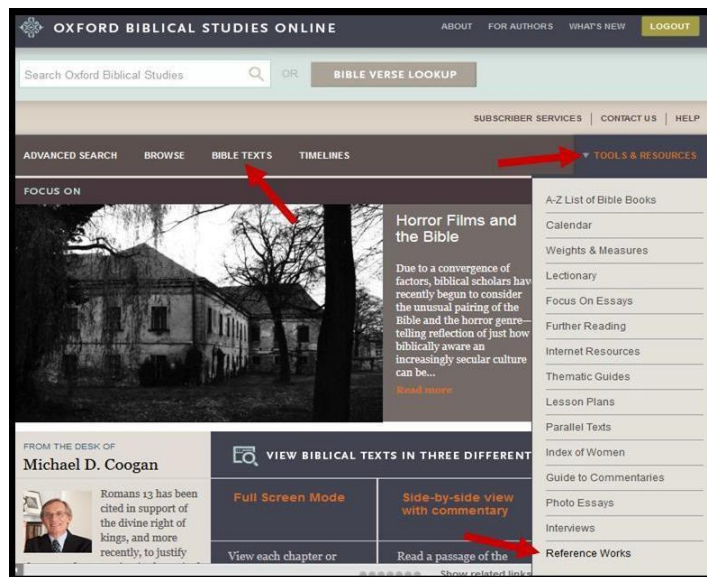 OXFORD BIBLICAL STUDIES ONLINE
ABOUT FOR AUTHORS WHAT'S NEW LOGOUT
Search Oxford Biblical Studies OR BIBLE VERSE LOOKUP
SUBSCRIBER SERVICES | CONTACT US | HELP
ADVANCED SEARCH BROWSE BIBLE TEXTS TIMELINES TOOLS & RESOURCES
FOCUS ON
Horror Films and
the Bible
Due to a convergence of
factors, biblical scholars hav
recently begun to consider
the unusual pairing of the
Bible and the horror genre—
telling reflection of just how
biblically aware an
increasingly secular culture
can be...
Read more
A-Z List of Bible Books
Calendar
Weights & Measures
Lectionary
Focus On Essays
Further Reading
Internet Resources
Thematic Guides
Lesson Plans
Parallel Texts
Index of Women
Guide to Commentaries
Photo Essays
Interviews
Reference Works
FROM THE DESK OF
Michael D. Coogan
Romans 13 has been
cited in support of
the divine right of
kings, and more
recently, to justify
VIEW BIBLICAL TEXTS IN THREE DIFFERENT
Full Screen Mode
View each chapter or
Side-by-side view
with commentary
Read a passage of the
Show related links